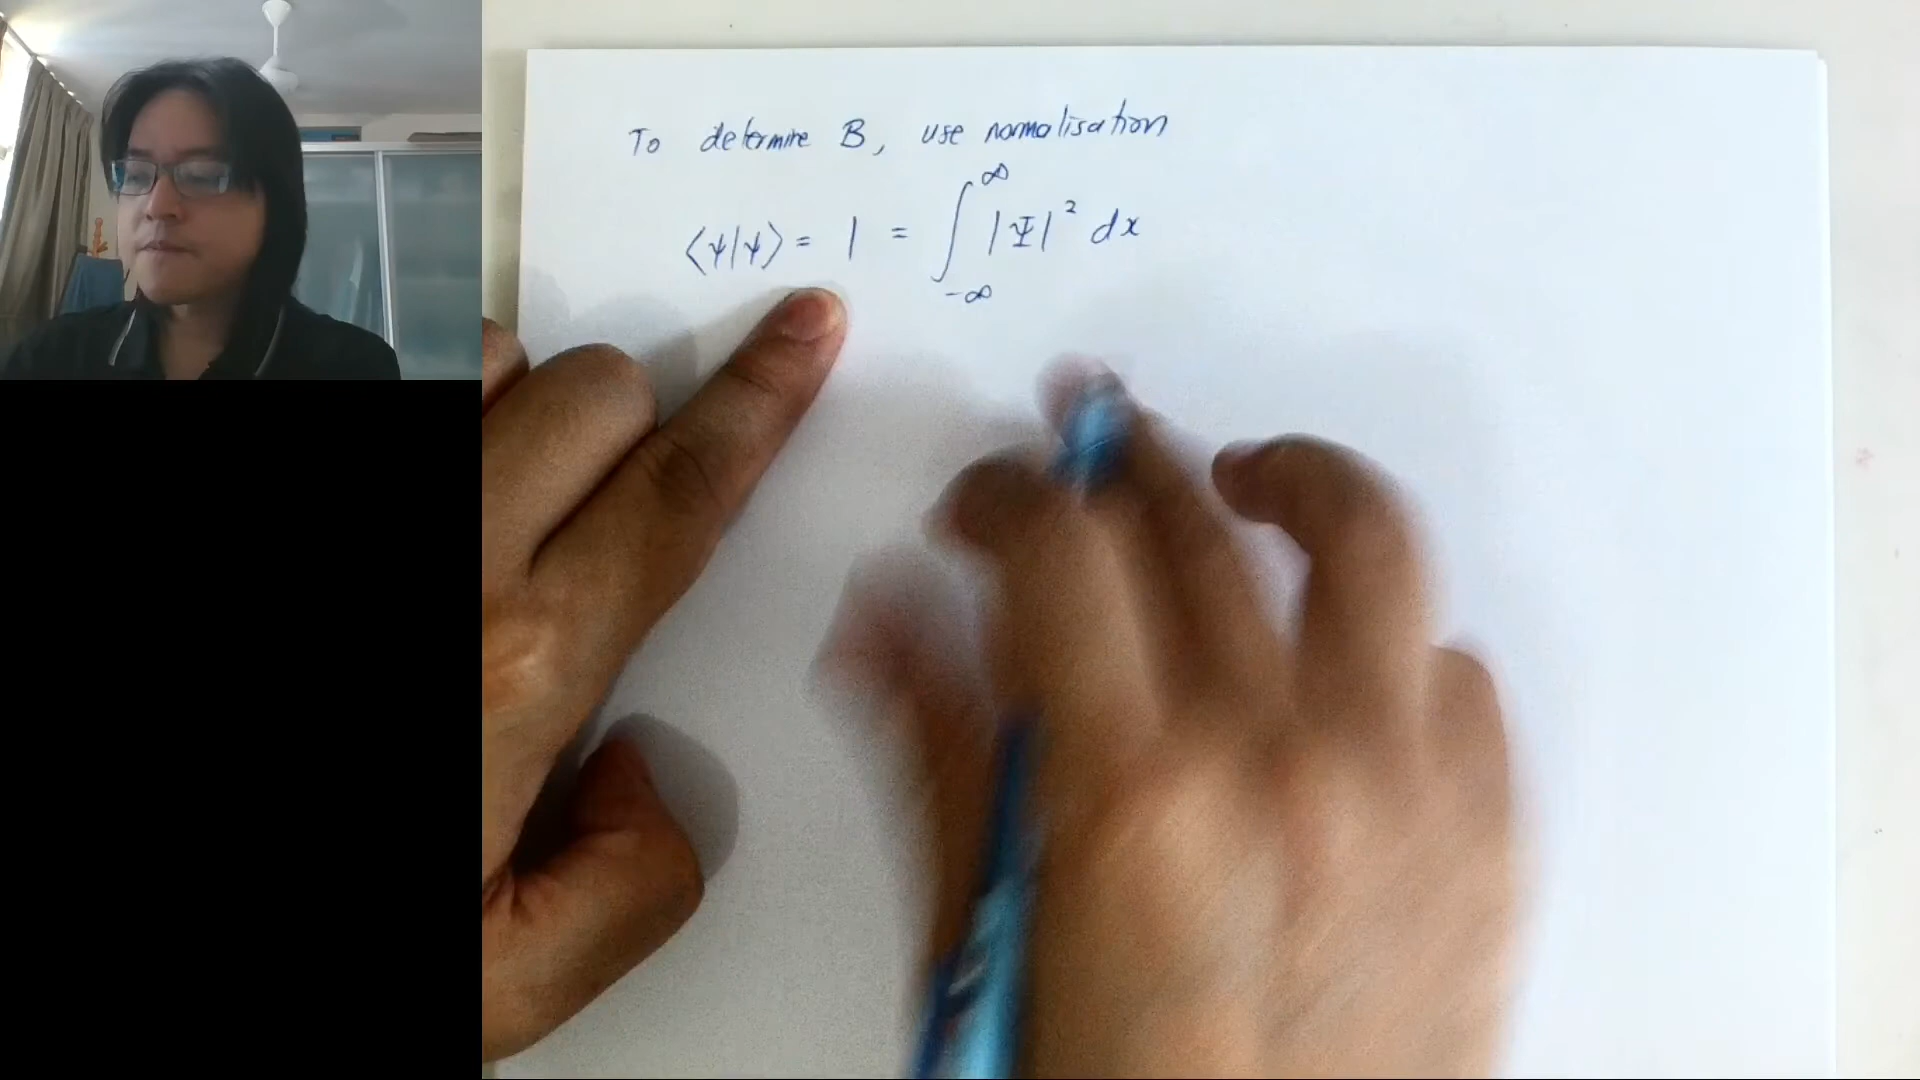 To determine B, use normalisation
⟨ψ|ψ⟩ = 1 = ∫_{-∞}^{∞} |Ψ|² dx